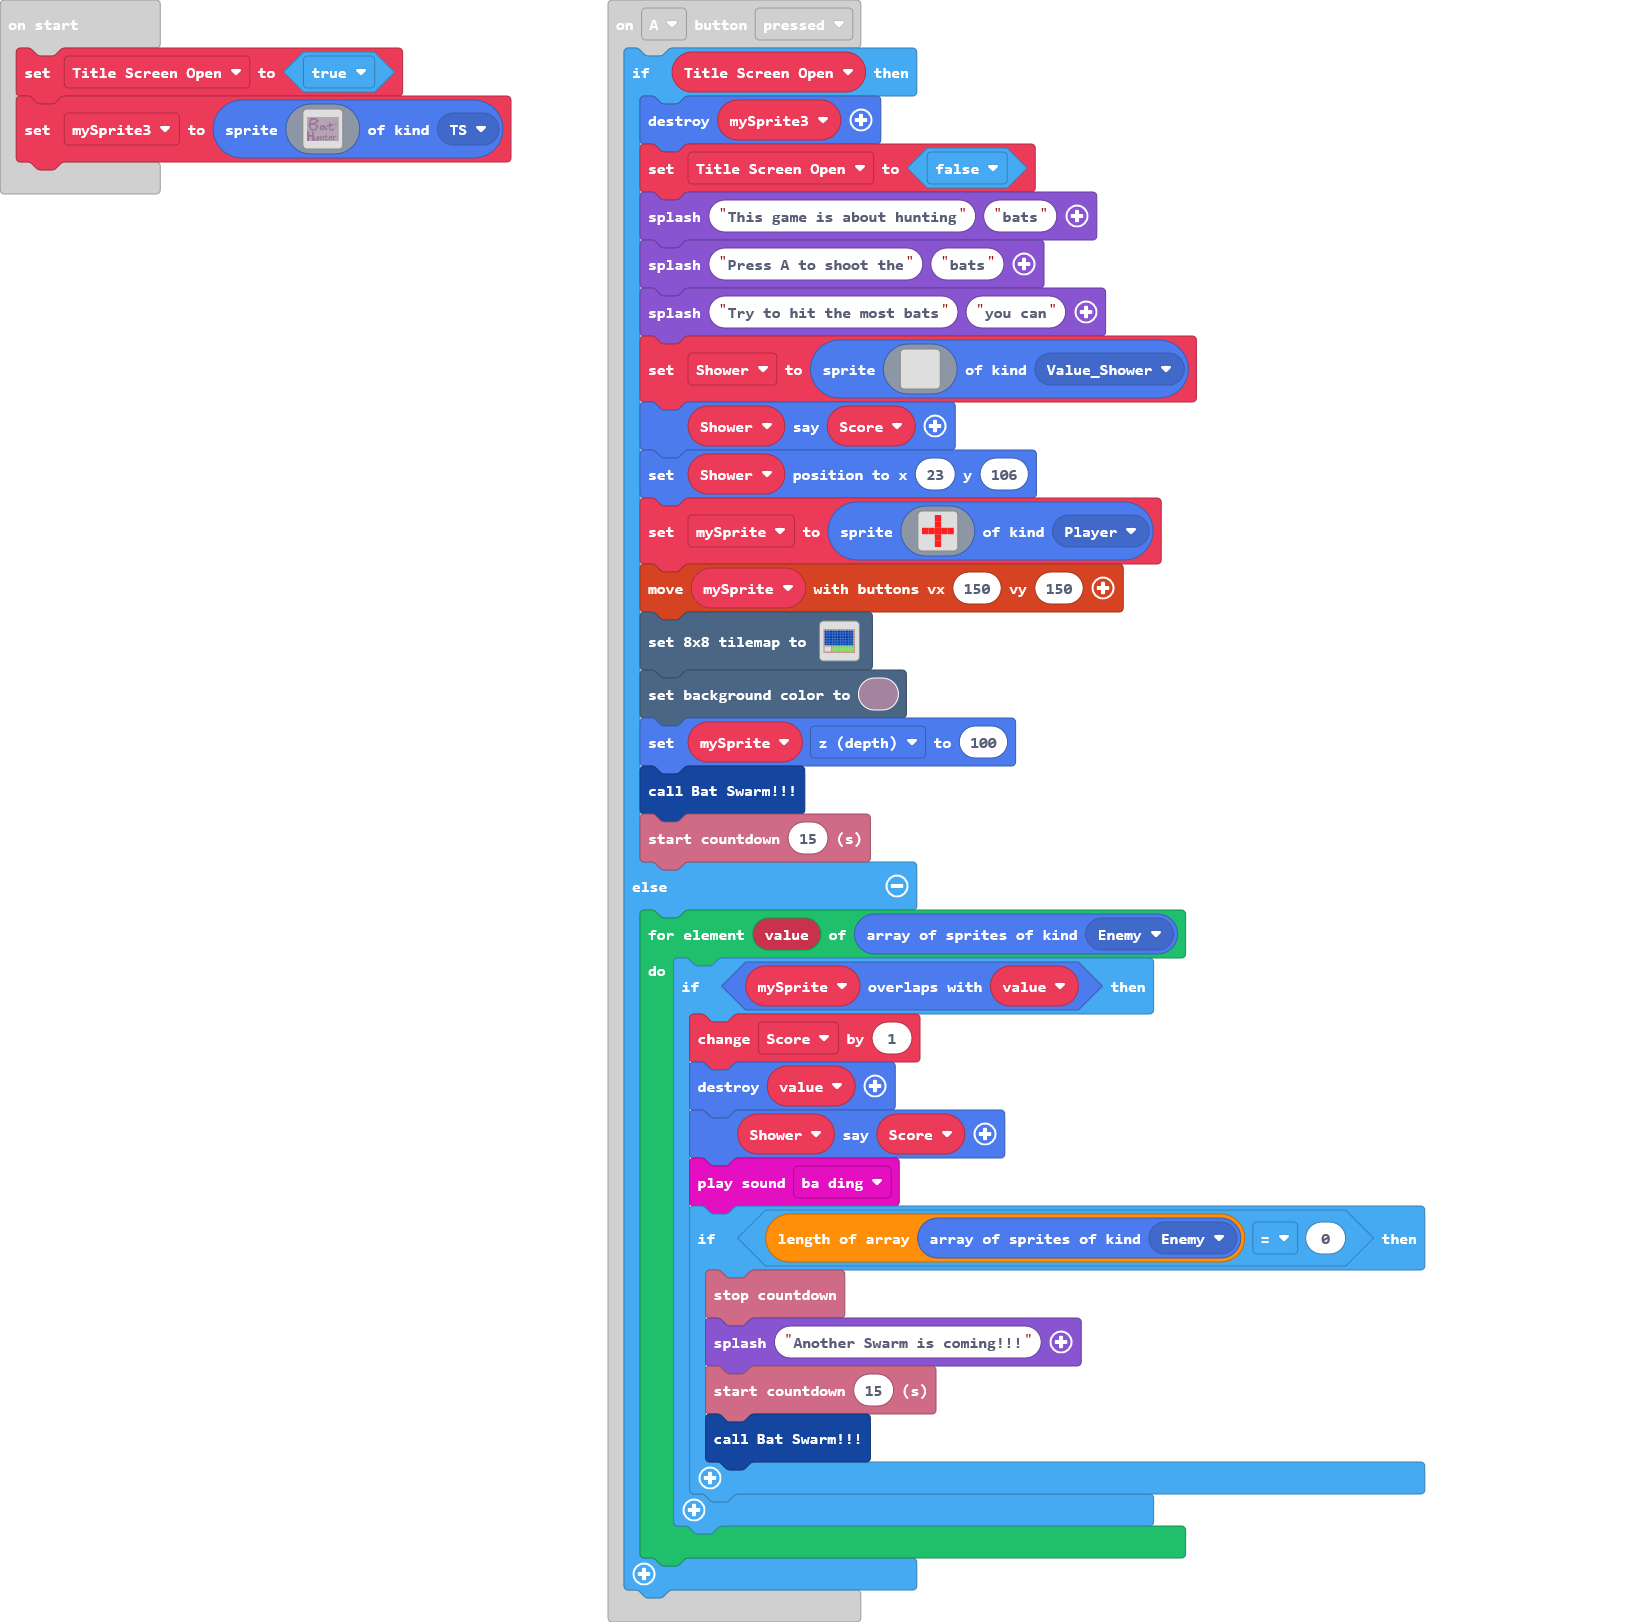 on start
set Title Screen Open to true
set mySprite3 to sprite Bat Hunter of kind TS
on A button pressed
if Title Screen Open then
destroy mySprite3
set Title Screen Open to false
splash "This game is about hunting" "bats"
splash "Press A to shoot the" "bats"
splash "Try to hit the most bats" "you can"
set Shower to sprite of kind Value_Shower
Shower say Score
set Shower position to x 23 y 106
set mySprite to sprite of kind Player
move mySprite with buttons vx 150 vy 150
set 8x8 tilemap to
set background color to
set mySprite z (depth) to 100
call Bat Swarm!!!
start countdown 15 (s)
else
for element value of array of sprites of kind Enemy
do
if mySprite overlaps with value then
change Score by 1
destroy value
Shower say Score
play sound ba ding
if length of array array of sprites of kind Enemy = 0 then
stop countdown
splash "Another Swarm is coming!!!"
start countdown 15 (s)
call Bat Swarm!!!